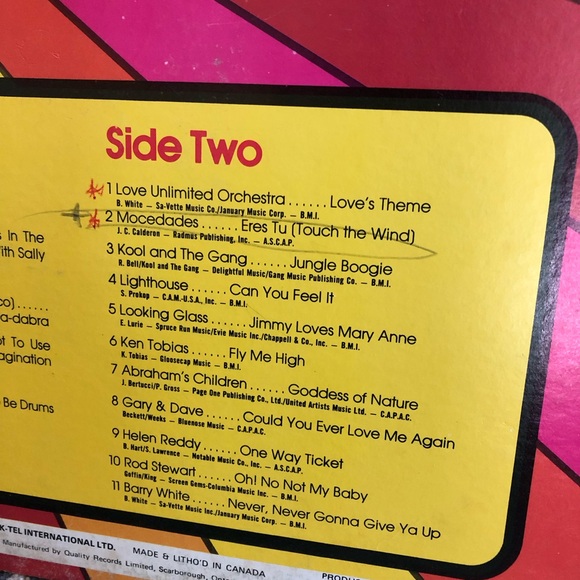 Side Two
1 Love Unlimited Orchestra ...... Love's Theme
B. White — Sa-Vette Music Co./January Music Corp. — B.M.I.
2 Mocedades ...... Eres Tu (Touch the Wind)
J. C. Calderon — Radmus Publishing, Inc. — A.S.C.A.P.
3 Kool and The Gang ...... Jungle Boogie
R. Bell/Kool and The Gang — Delightful Music/Gang Music Publishing Co. — B.M.I.
4 Lighthouse ...... Can You Feel It
S. Prokop — C.A.M.-U.S.A., Inc. — B.M.I.
5 Looking Glass ...... Jimmy Loves Mary Anne
E. Lurie — Spruce Run Music/Evie Music Inc./Chappell & Co., Inc. — B.M.I.
6 Ken Tobias ...... Fly Me High
K. Tobias — Gloosecap Music — B.M.I.
7 Abraham's Children ...... Goddess of Nature
J. Bertucci/P. Gross — Page One Publishing Co., Ltd./United Artists Music Ltd. — C.A.P.A.C.
8 Gary & Dave ...... Could You Ever Love Me Again
Beckett/Weeks — Bluenose Music — C.A.P.A.C.
9 Helen Reddy ...... One Way Ticket
B. Hart/S. Lawrence — Notable Music Co., Inc. — A.S.C.A.P.
10 Rod Stewart ...... Oh! No Not My Baby
Goffin/King — Screen Gems-Columbia Music Inc. — B.M.I.
11 Barry White ...... Never, Never Gonna Give Ya Up
B. White — Sa-Vette Music Inc./January Music Corp. — B.M.I.
s In The
ith Sally
co) ......
a-dabra
ot To Use
agination
Be Drums
K-TEL INTERNATIONAL LTD. MADE & LITHO'D IN CANADA
Manufactured by Quality Records Limited, Scarborough,